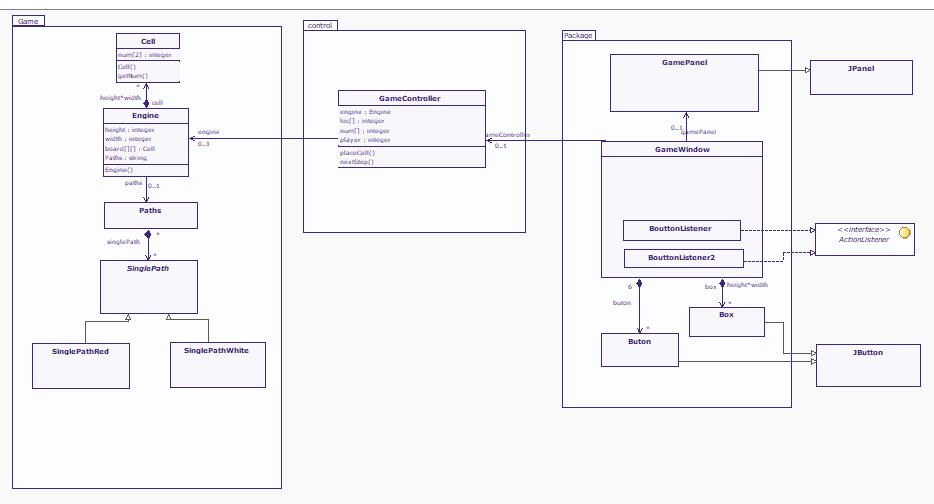 Game
Cell
num[2] : integer
Cell()
getNum()
*
height*width
cell
Engine
height : integer
width : integer
board[][] : Cell
Paths : string
Engine()
paths
0..1
Paths
*
singlePath
*
SinglePath
SinglePathRed
SinglePathWhite
engine
0..1
control
GameController
engine : Engine
loc[] : integer
num[] : integer
player : integer
placeCell()
nextStep()
ameController
0..1
Package
GamePanel
JPanel
0..1
gamePanel
GameWindow
BouttonListener
BouttonListener2
<<interface>>
ActionListener
6
box
height*width
buton
*
*
Box
Buton
JButton